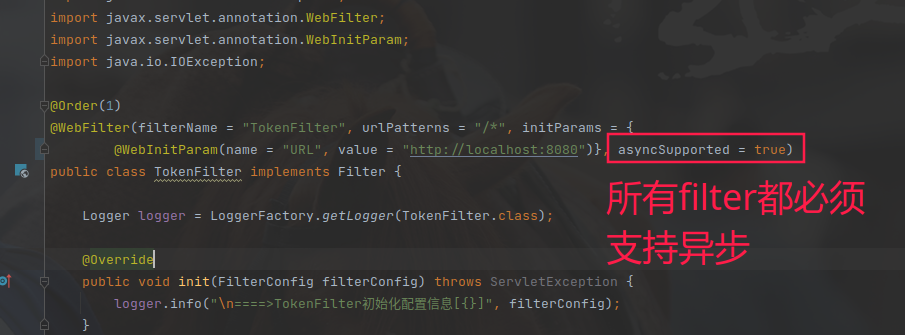 import javax.servlet.annotation.WebFilter;
import javax.servlet.annotation.WebInitParam;
import java.io.IOException;
@Order(1)
@WebFilter(filterName = "TokenFilter", urlPatterns = "/*", initParams = {
@WebInitParam(name = "URL", value = "http://localhost:8080")}, asyncSupported = true)
public class TokenFilter implements Filter {
所有filter都必须
支持异步
Logger logger = LoggerFactory.getLogger(TokenFilter.class);
@Override
public void init(FilterConfig filterConfig) throws ServletException {
logger.info("\n====>TokenFilter初始化配置信息[{}]", filterConfig);
}